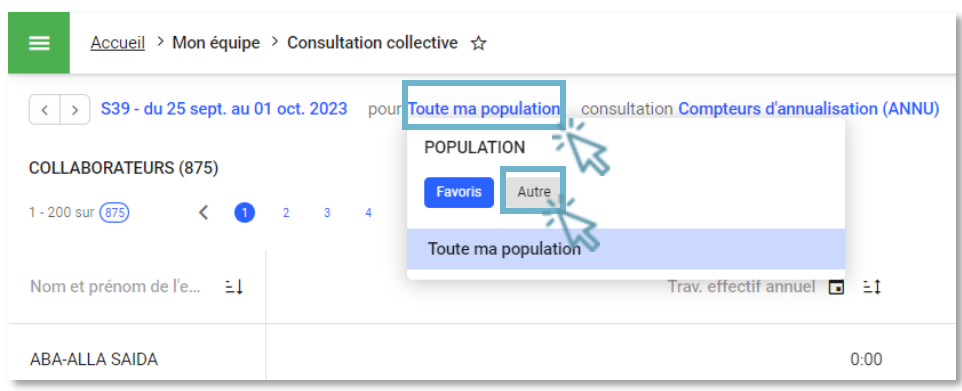 Accueil > Mon équipe > Consultation collective
S39 - du 25 sept. au 01 oct. 2023 pour Toute ma population consultation Compteurs d'annualisation (ANNU)
POPULATION
COLLABORATEURS (875)
Favoris Autre
1 - 200 sur 875 1 2 3 4
Toute ma population
Nom et prénom de l'e... Trav. effectif annuel
ABA-ALLA SAIDA 0:00